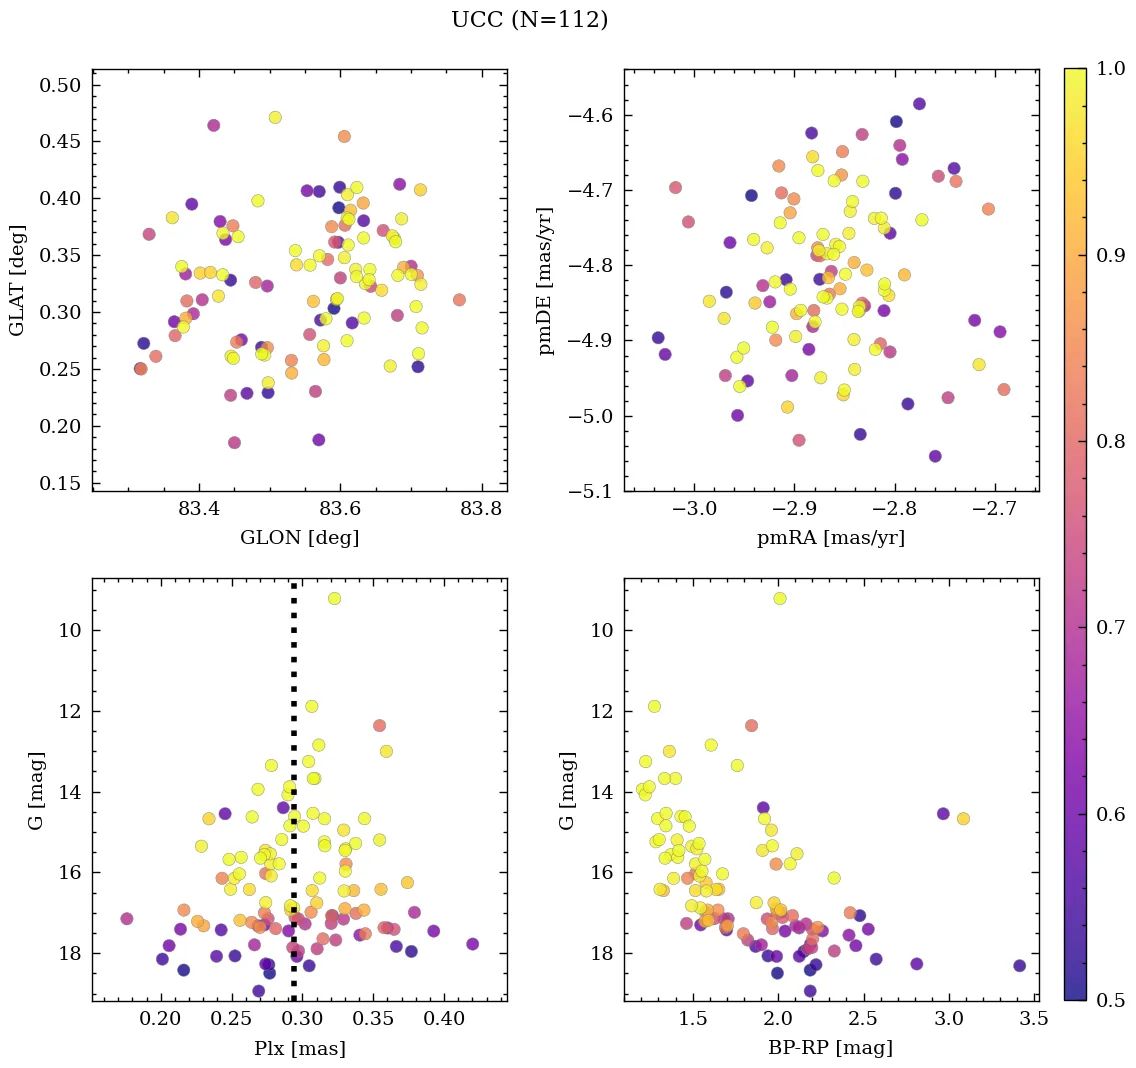 UCC (N=112)
0.50
0.45
0.40
0.35
0.30
0.25
0.20
0.15
GLAT [deg]
83.4 83.6 83.8
GLON [deg]
−4.6
−4.7
−4.8
−4.9
−5.0
−5.1
pmDE [mas/yr]
−3.0 −2.9 −2.8 −2.7
pmRA [mas/yr]
10
12
14
16
18
G [mag]
0.20 0.25 0.30 0.35 0.40
Plx [mas]
10
12
14
16
18
G [mag]
1.5 2.0 2.5 3.0 3.5
BP-RP [mag]
1.0
0.9
0.8
0.7
0.6
0.5